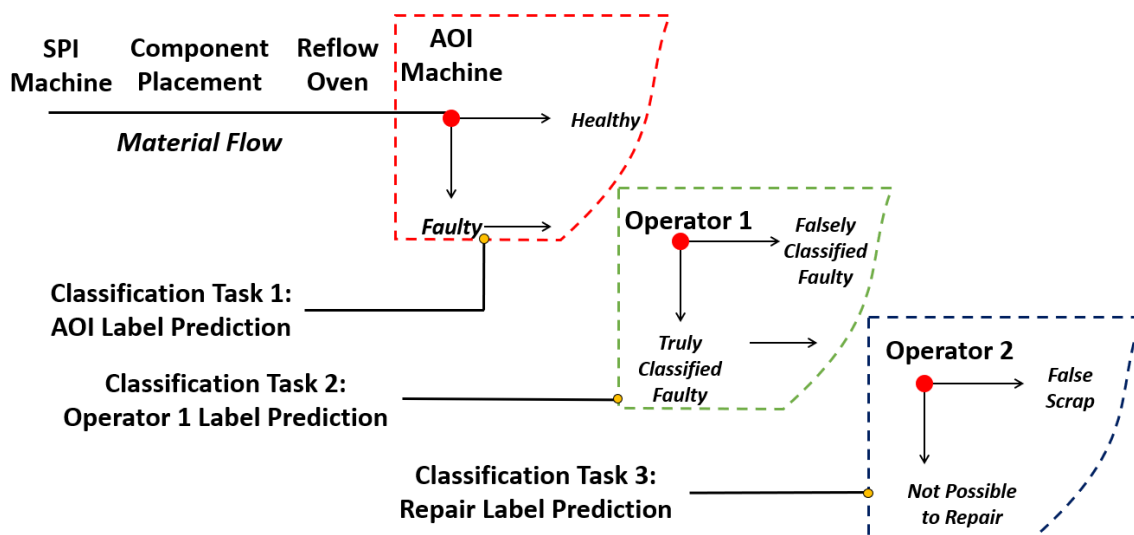 SPI
Machine
Component
Placement
Reflow
Oven
AOI
Machine
Material Flow
Healthy
Faulty
Operator 1
Falsely
Classified
Faulty
Classification Task 1:
AOI Label Prediction
Truly
Classified
Faulty
Classification Task 2:
Operator 1 Label Prediction
Operator 2
False
Scrap
Classification Task 3:
Repair Label Prediction
Not Possible
to Repair